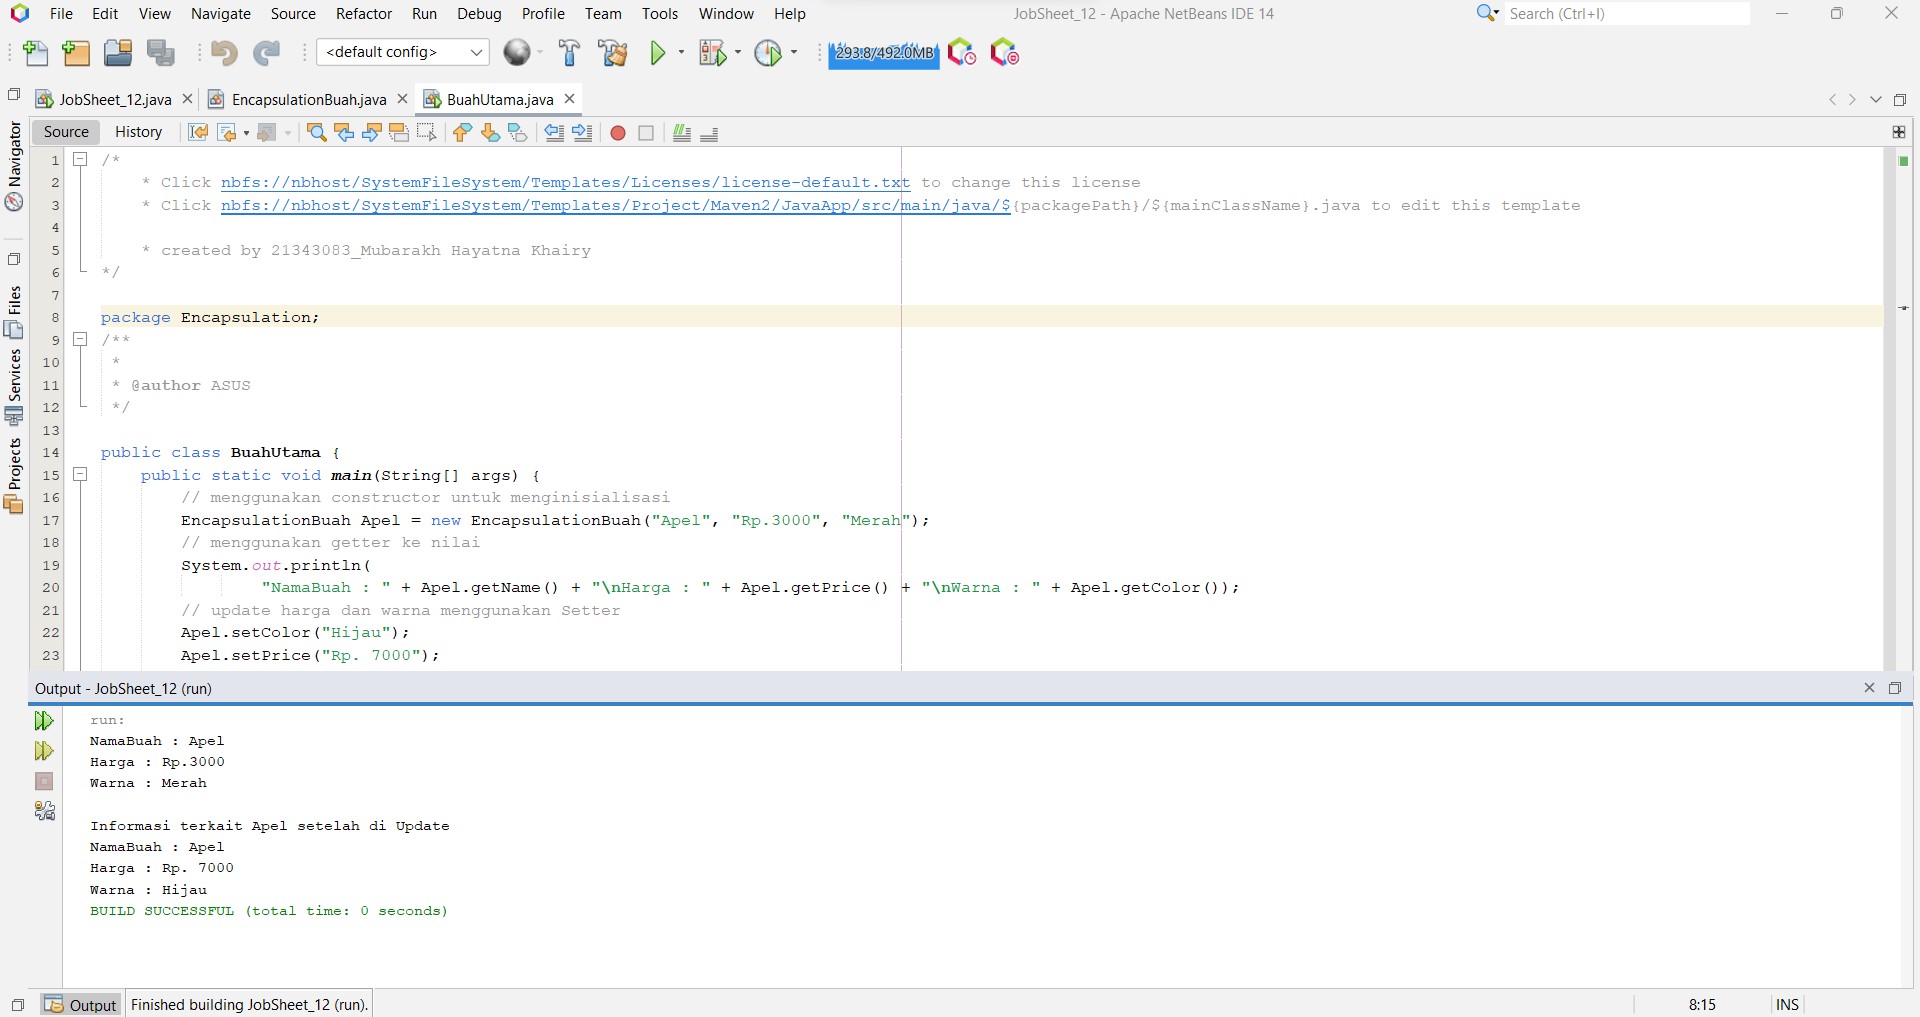 File Edit View Navigate Source Refactor Run Debug Profile Team Tools Window Help JobSheet_12 - Apache NetBeans IDE 14 Search (Ctrl+I)
<default config> 293.8/492.0MB
JobSheet_12.java EncapsulationBuah.java BuahUtama.java
Source History
Navigator
Files
Services
Projects
1 /*
2 * Click nbfs://nbhost/SystemFileSystem/Templates/Licenses/license-default.txt to change this license
3 * Click nbfs://nbhost/SystemFileSystem/Templates/Project/Maven2/JavaApp/src/main/java/${packagePath}/${mainClassName}.java to edit this template
4
5 * created by 21343083_Mubarakh Hayatna Khairy
6 */
7
8 package Encapsulation;
9 /**
10 *
11 * @author ASUS
12 */
13
14 public class BuahUtama {
15 public static void main(String[] args) {
16 // menggunakan constructor untuk menginisialisasi
17 EncapsulationBuah Apel = new EncapsulationBuah("Apel", "Rp.3000", "Merah");
18 // menggunakan getter ke nilai
19 System.out.println(
20 "NamaBuah : " + Apel.getName() + "\nHarga : " + Apel.getPrice() + "\nWarna : " + Apel.getColor());
21 // update harga dan warna menggunakan Setter
22 Apel.setColor("Hijau");
23 Apel.setPrice("Rp. 7000");
Output - JobSheet_12 (run)
run:
NamaBuah : Apel
Harga : Rp.3000
Warna : Merah
Informasi terkait Apel setelah di Update
NamaBuah : Apel
Harga : Rp. 7000
Warna : Hijau
BUILD SUCCESSFUL (total time: 0 seconds)
Output Finished building JobSheet_12 (run). 8:15 INS